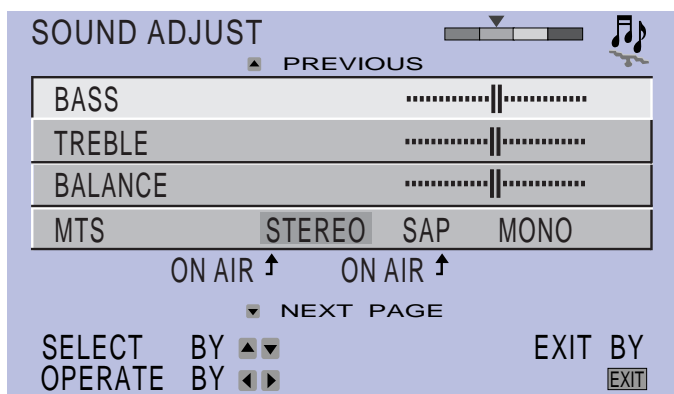 SOUND ADJUST
PREVIOUS
BASS
TREBLE
BALANCE
MTS STEREO SAP MONO
ON AIR ON AIR
NEXT PAGE
SELECT BY EXIT BY
OPERATE BY EXIT